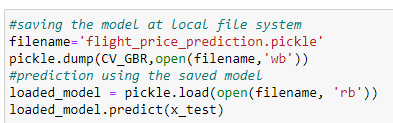 #saving the model at local file system
filename='flight_price_prediction.pickle'
pickle.dump(CV_GBR,open(filename,'wb'))
#prediction using the saved model
loaded_model = pickle.load(open(filename, 'rb'))
loaded_model.predict(x_test)